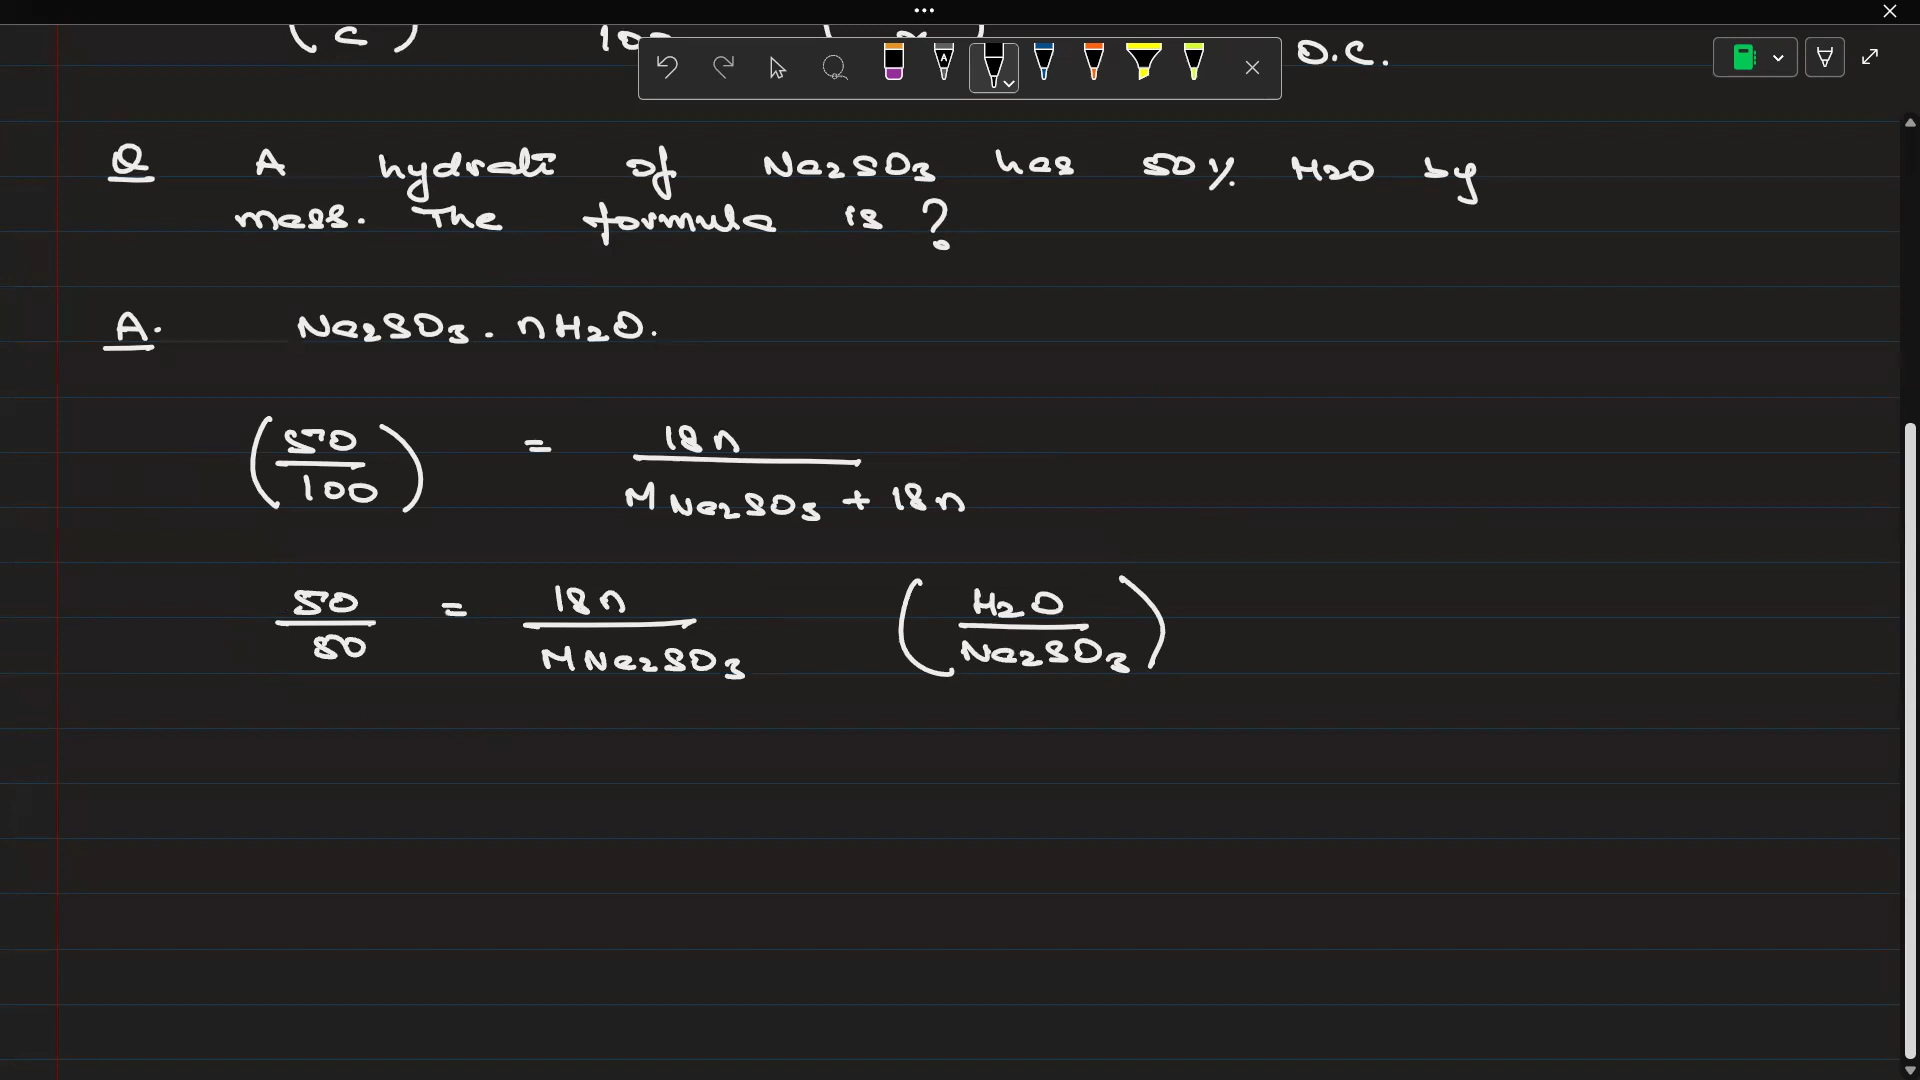 ( c ) 100 O.C.
Q A hydrate of Na2SO3 has 50% H2O by
mass. The formula is ?
A. Na2SO3 . nH2O.
(50/100) = 18n / MNa2SO3 + 18n
50/50 = 18n / MNa2SO3 (H2O / Na2SO3)